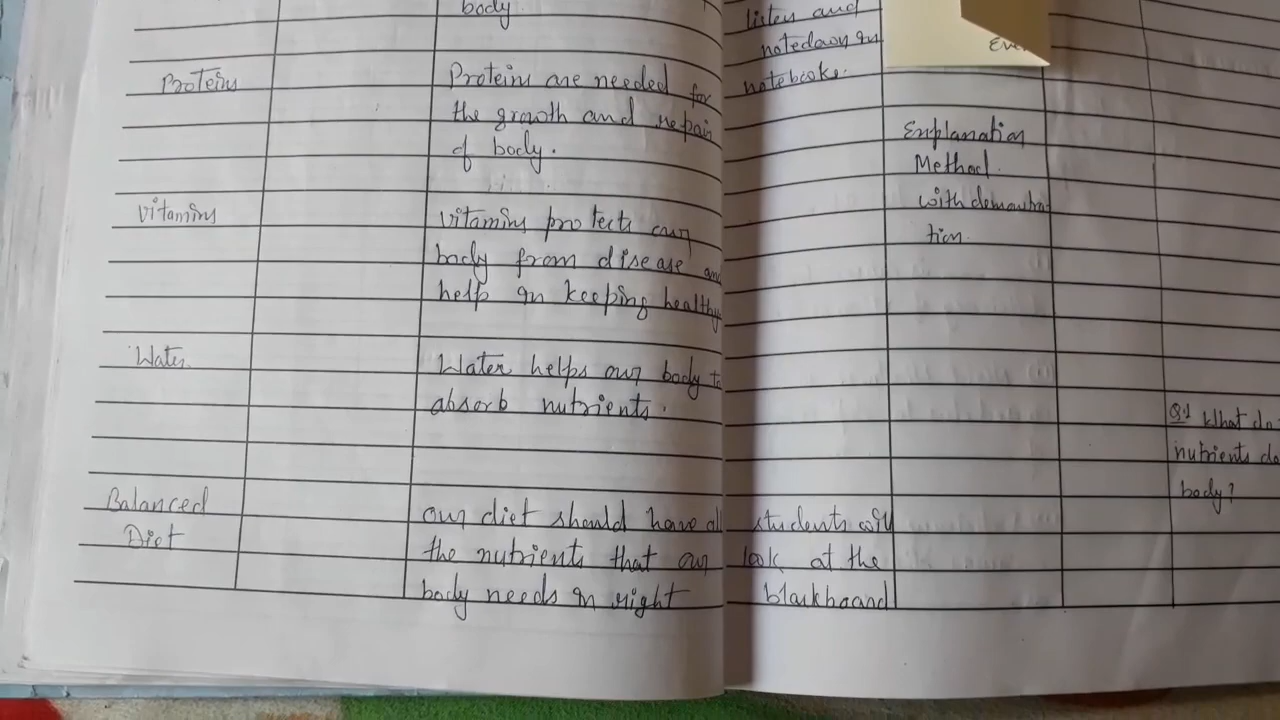 body.
Proteins
Proteins are needed for
the growth and repair
of body.
Vitamins
Vitamins protects our
body from disease and
help in keeping healthy
Water
Water helps our body to
absorb nutrients.
Balanced
Diet
Our diet should have all
the nutrients that our
body needs in right
listen and
notedown in
notebooks.
students will
look at the
blackboard
Explanation
Method.
with demonstra
tion.
Q.1 What do
nutrients do
body?